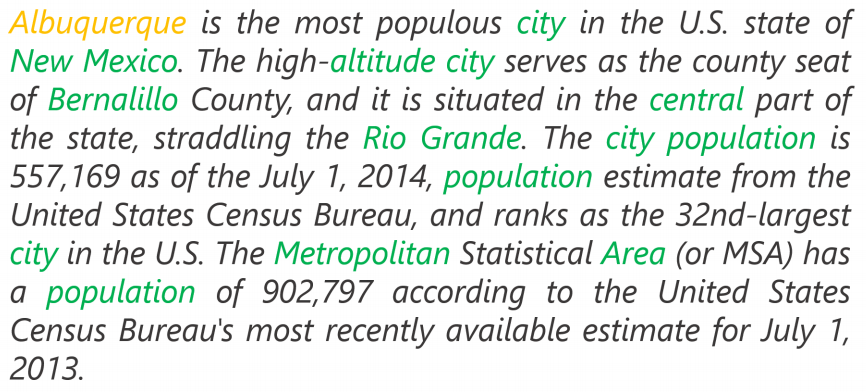 Albuquerque is the most populous city in the U.S. state of
New Mexico. The high-altitude city serves as the county seat
of Bernalillo County, and it is situated in the central part of
the state, straddling the Rio Grande. The city population is
557,169 as of the July 1, 2014, population estimate from the
United States Census Bureau, and ranks as the 32nd-largest
city in the U.S. The Metropolitan Statistical Area (or MSA) has
a population of 902,797 according to the United States
Census Bureau's most recently available estimate for July 1,
2013.